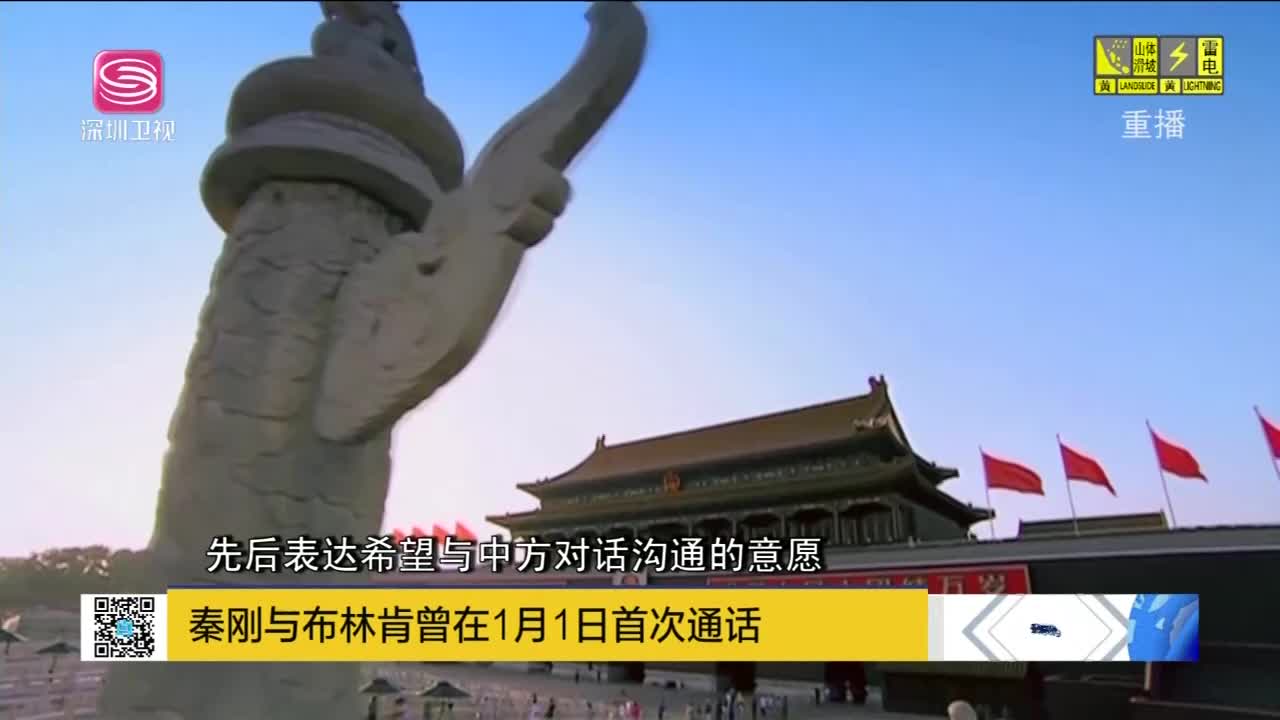 深圳卫视
山体
滑坡
雷
电
黄 LANDSLIDE 黄 LIGHTNING
重播
先后表达希望与中方对话沟通的意愿
秦刚与布林肯曾在1月1日首次通话